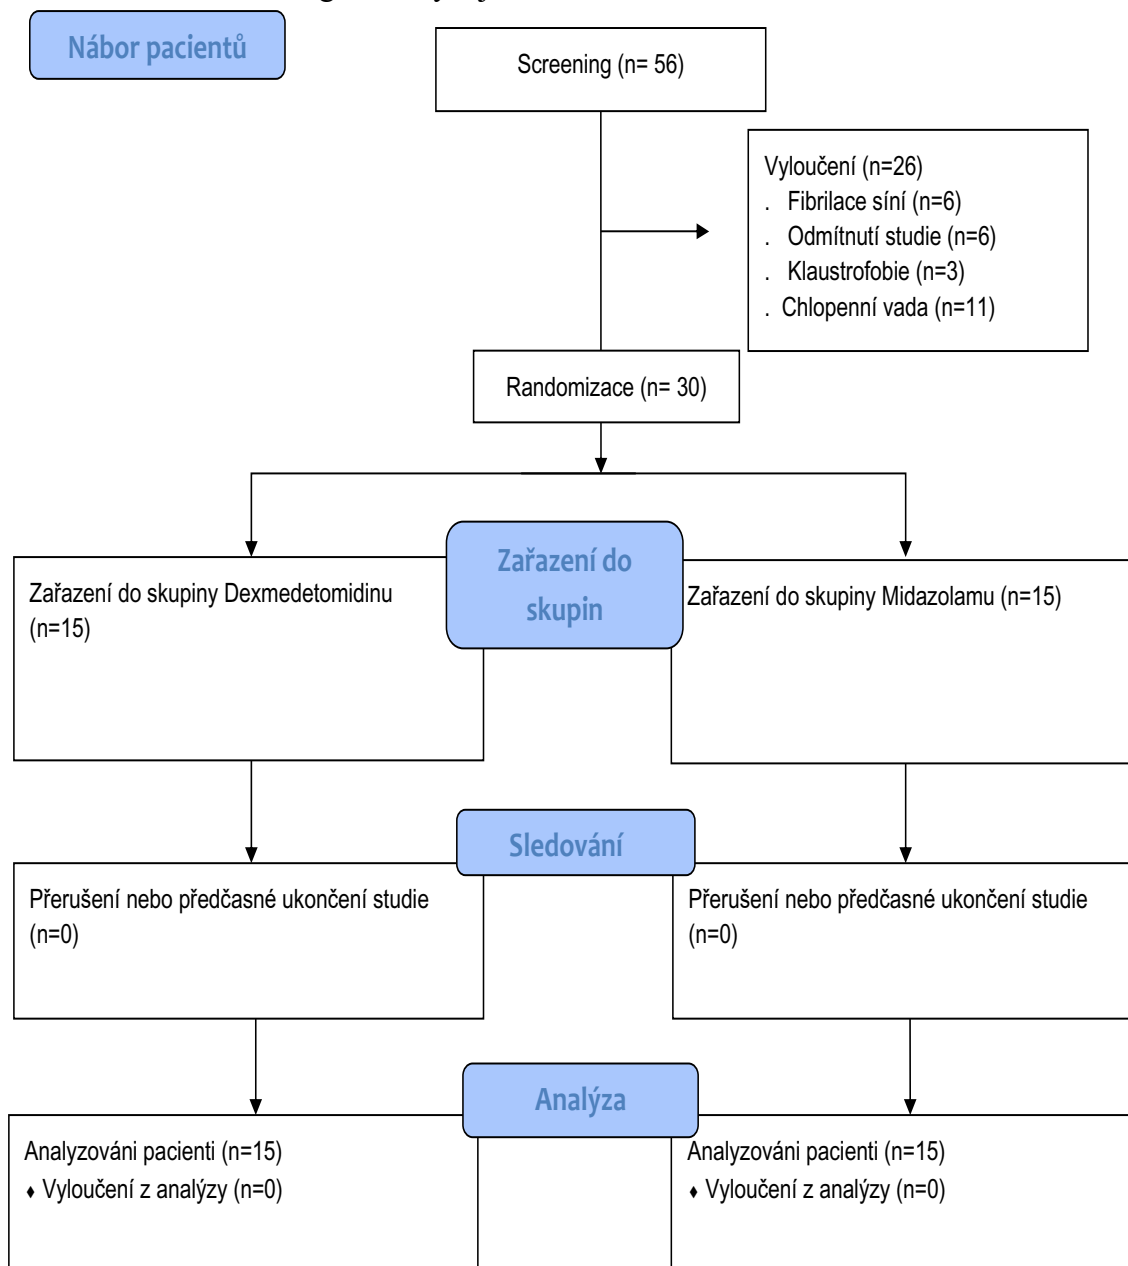 Nábor pacientů
Screening (n= 56)
Vyloučení (n=26)
. Fibrilace síní (n=6)
. Odmítnutí studie (n=6)
. Klaustrofobie (n=3)
. Chlopenní vada (n=11)
Randomizace (n= 30)
Zařazení do
skupin
Zařazení do skupiny Dexmedetomidinu
(n=15)
Zařazení do skupiny Midazolamu (n=15)
Sledování
Přerušení nebo předčasné ukončení studie
(n=0)
Přerušení nebo předčasné ukončení studie
(n=0)
Analýza
Analyzováni pacienti (n=15)
♦ Vyloučení z analýzy (n=0)
Analyzováni pacienti (n=15)
♦ Vyloučení z analýzy (n=0)